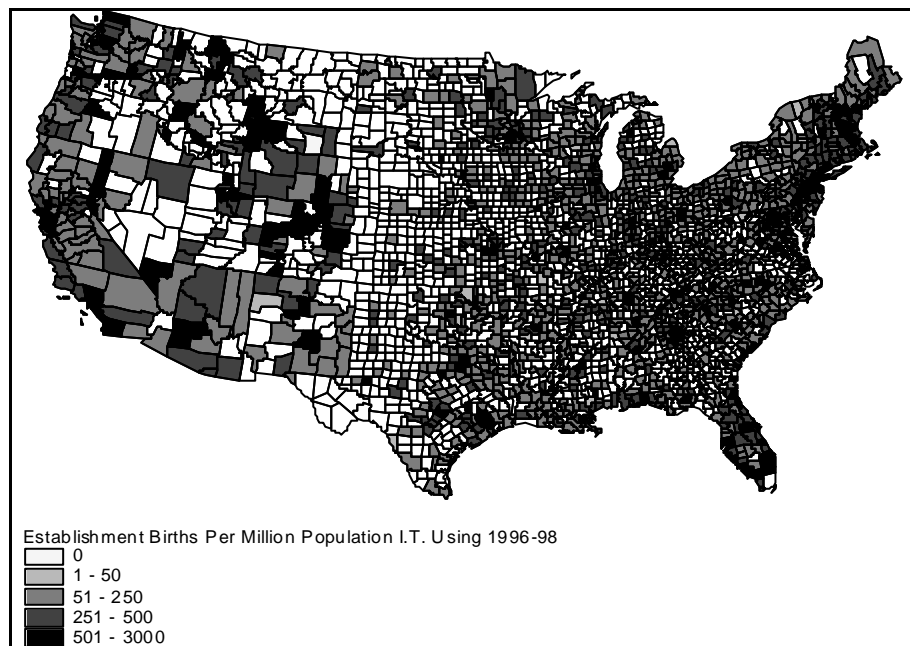 Establishment Births Per Million Population I.T. Using 1996-98
0
1 - 50
51 - 250
251 - 500
501 - 3000